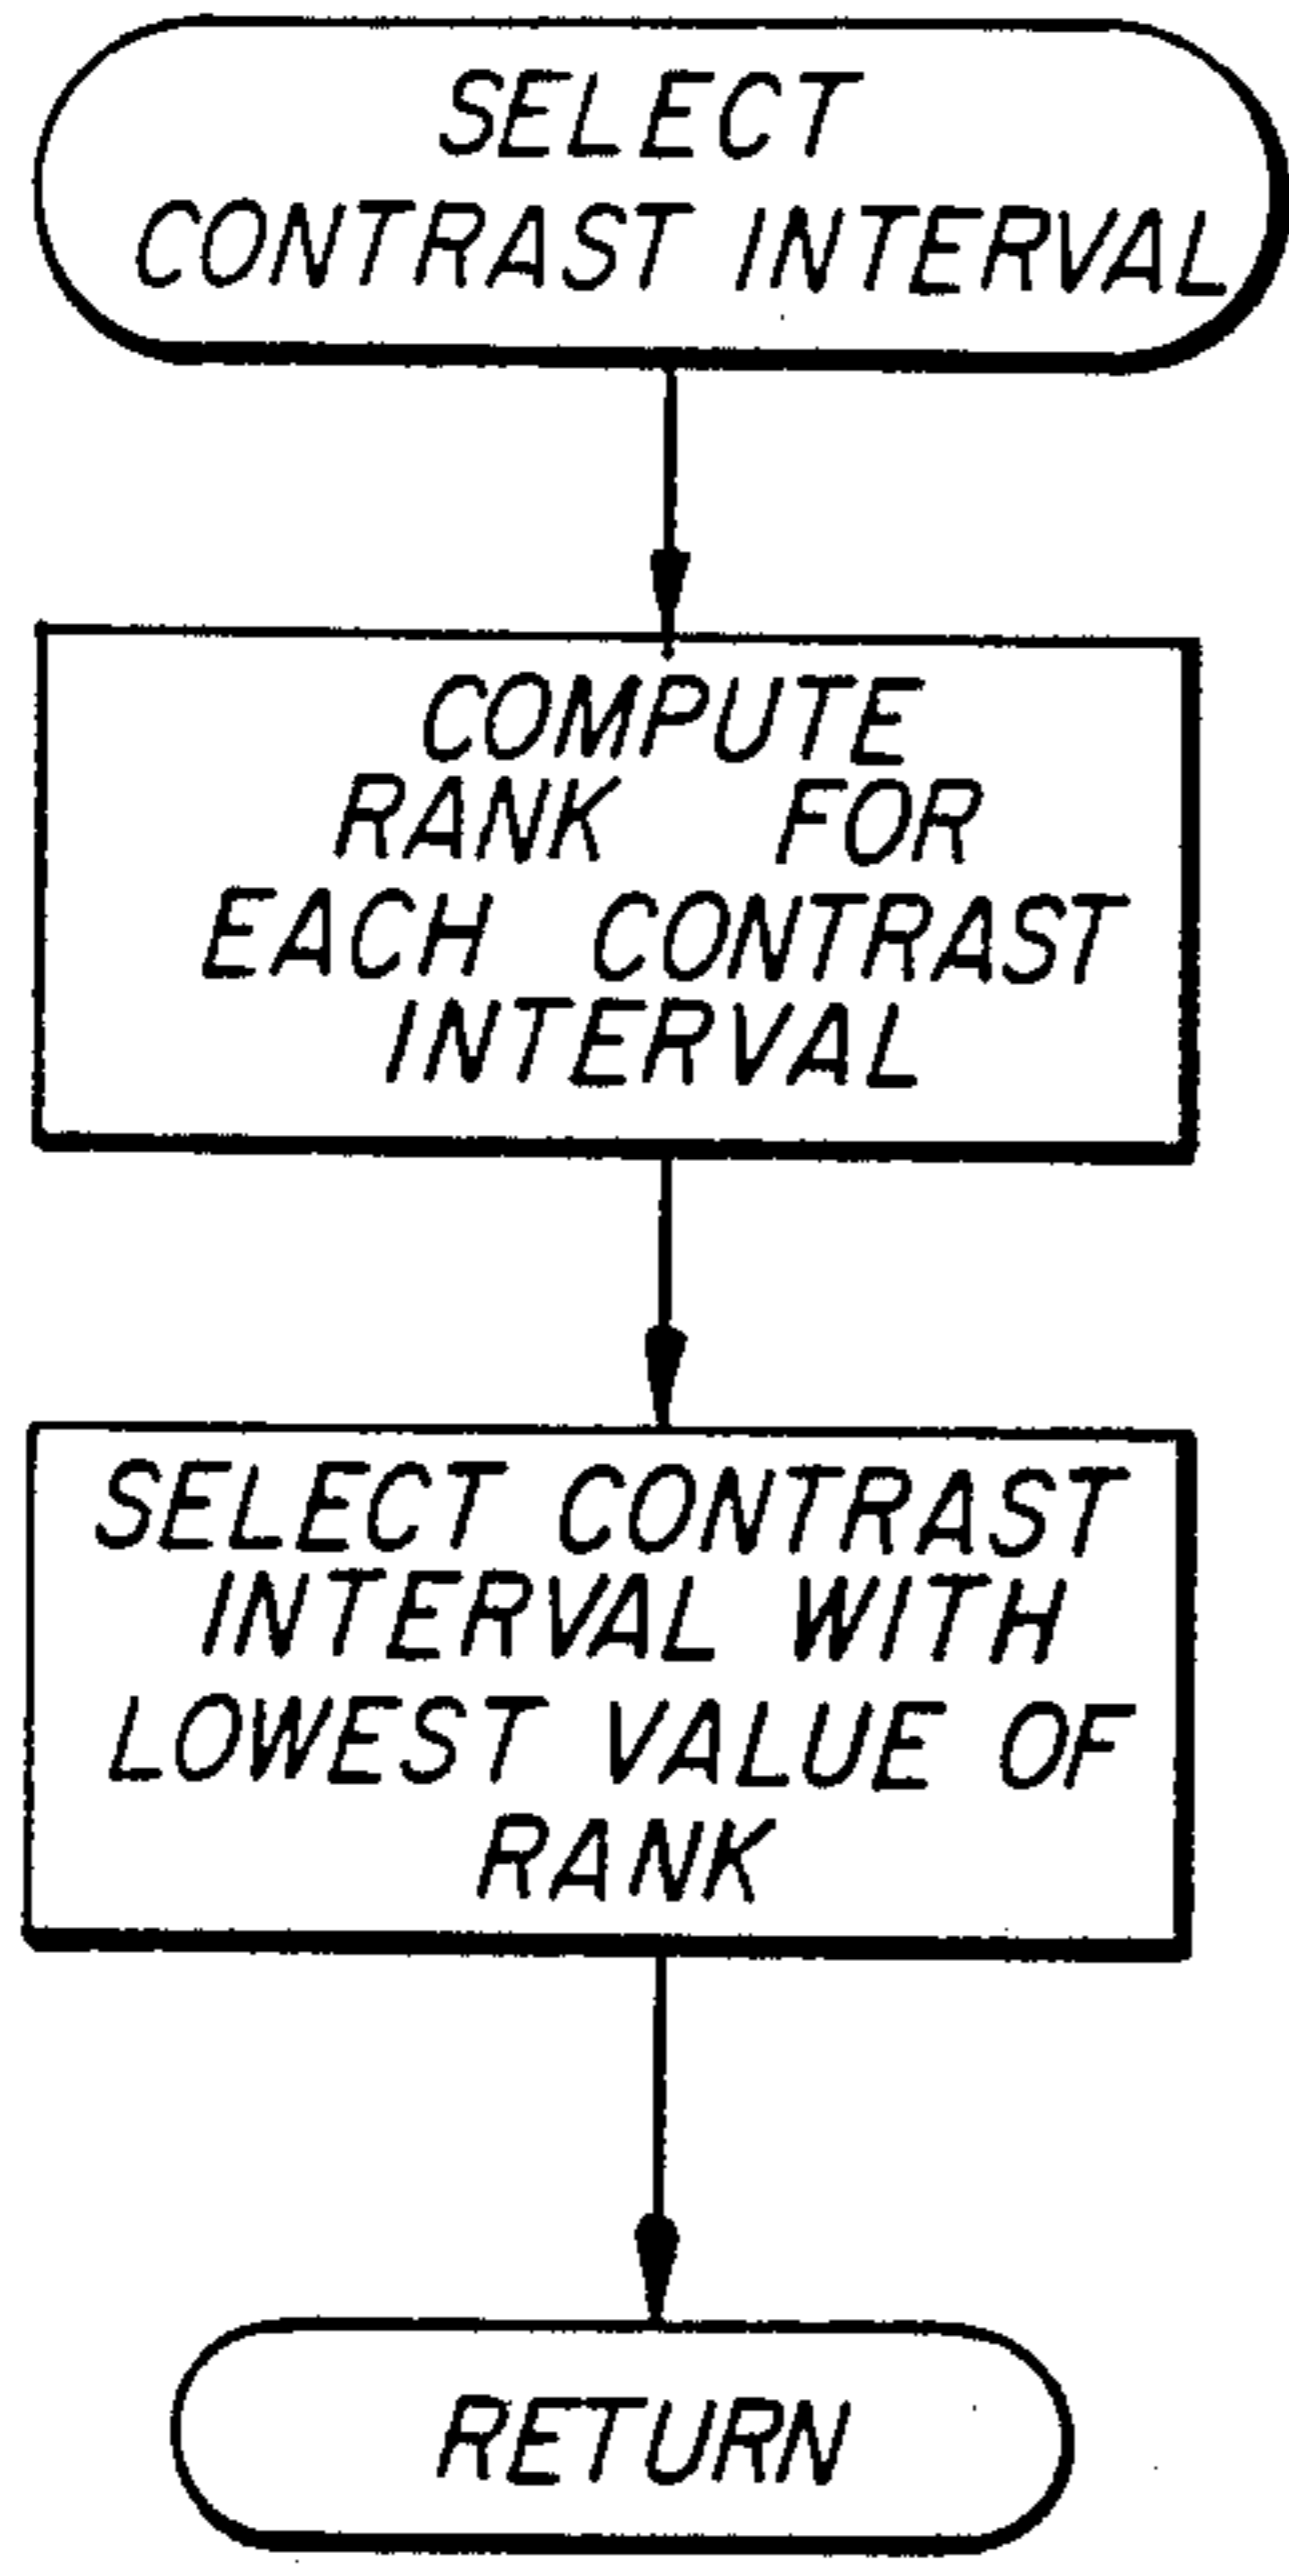 SELECT
CONTRAST INTERVAL
COMPUTE
RANK FOR
EACH CONTRAST
INTERVAL
SELECT CONTRAST
INTERVAL WITH
LOWEST VALUE OF
RANK
RETURN